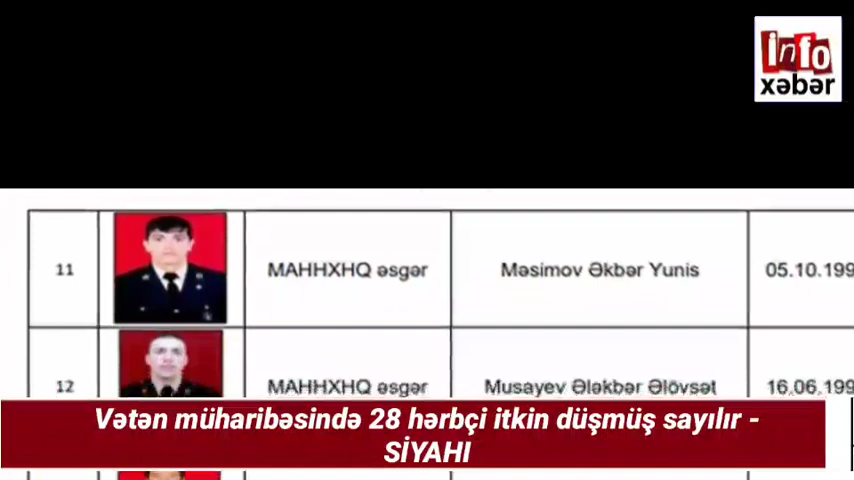 info
xəbər
11 MAHHXHQ əsgər Məsimov Əkbər Yunis 05.10.199
12 MAHHXHQ əsgər Musayev Ələkbər Əlövsət 16.06.199
Vətən müharibəsində 28 hərbçi itkin düşmüş sayılır -
SİYAHI